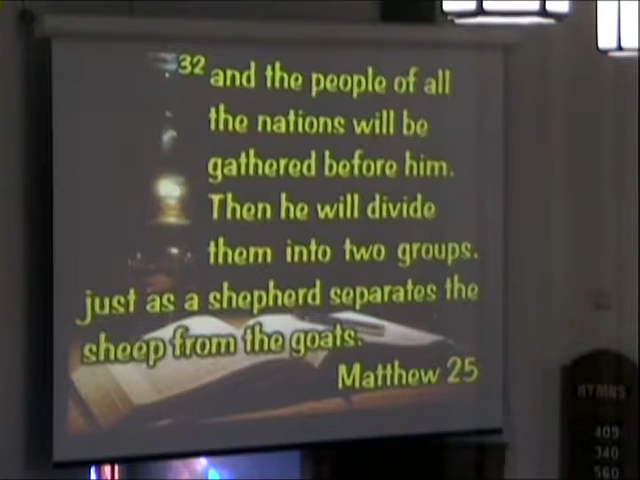 32 and the people of all
the nations will be
gathered before him.
Then he will divide
them into two groups.
just as a shepherd separates the
sheep from the goats.
Matthew 25
HYMNS
409
340
560